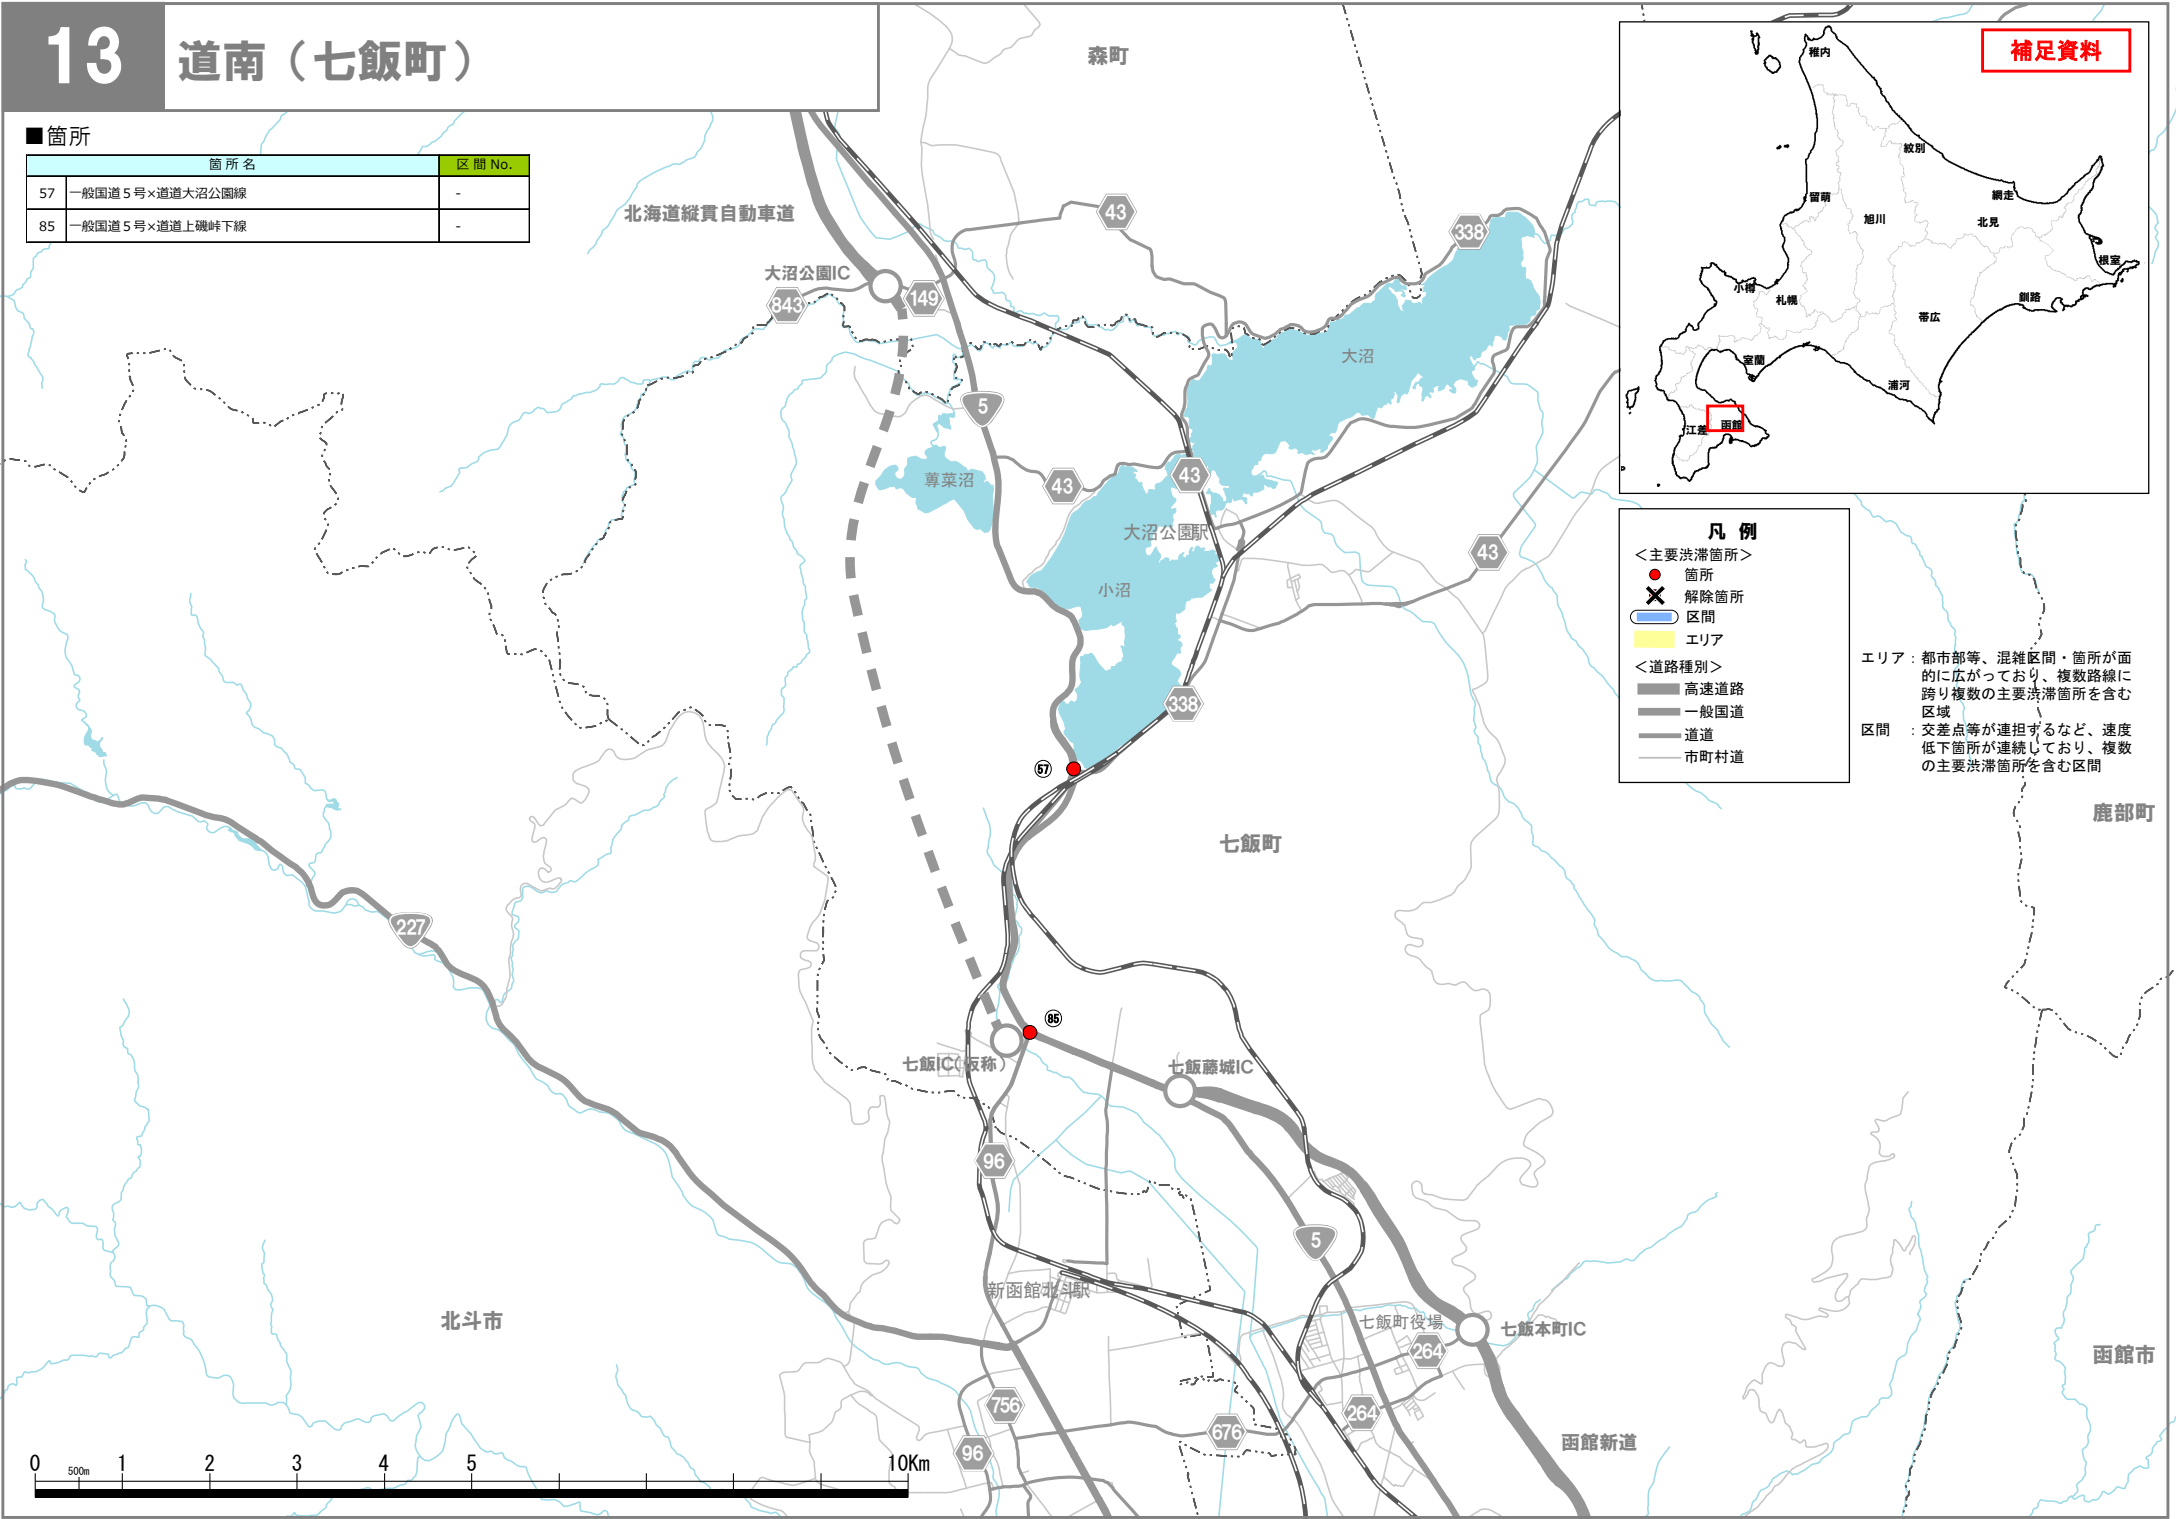 13 道南（七飯町）
■箇所
箇所名 区間 No.
57 一般国道５号×道道大沼公園線 -
85 一般国道５号×道道上磯峠下線 -
補足資料
稚内
紋別
留萌
網走
旭川
北見
根室
小樽
札幌
釧路
帯広
室蘭
浦河
江差
函館
凡 例
＜主要渋滞箇所＞
箇所
解除箇所
区間
エリア
＜道路種別＞
高速道路
一般国道
道道
市町村道
エリア：都市部等、混雑区間・箇所が面
的に広がっており、複数路線に
跨り複数の主要渋滞箇所を含む
区域
区間　：交差点等が連担するなど、速度
低下箇所が連続しており、複数
の主要渋滞箇所を含む区間
森町
北海道縦貫自動車道
43
338
大沼公園IC
843
149
大沼
5
蓴菜沼
43
43
大沼公園駅
43
小沼
338
57
七飯町
鹿部町
227
85
七飯IC（仮称）
七飯藤城IC
96
5
新函館北斗駅
北斗市
七飯町役場
七飯本町IC
264
函館市
756
264
676
96
函館新道
0 500m 1 2 3 4 5 10Km